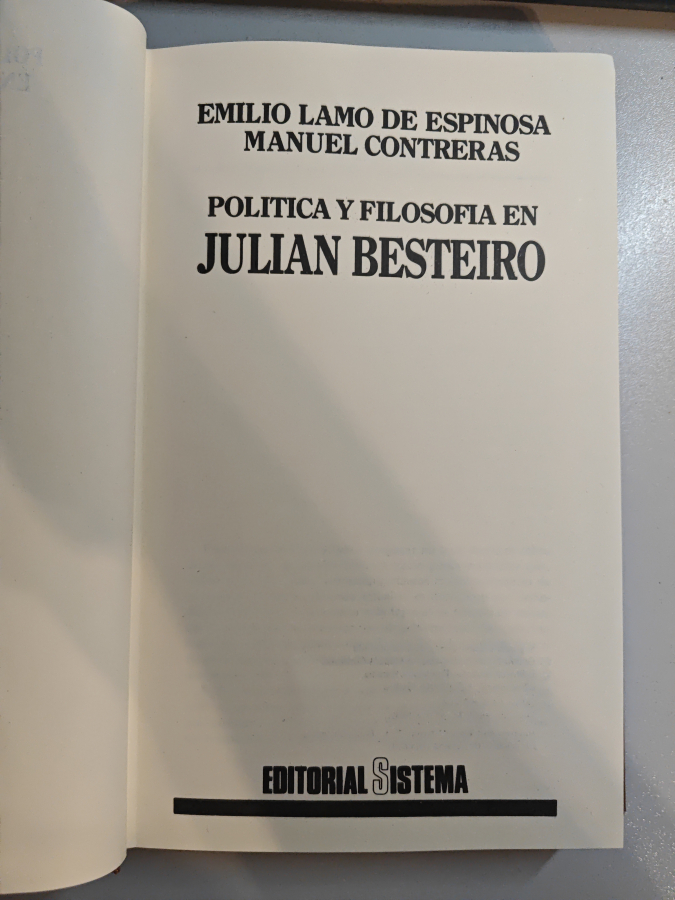 EMILIO LAMO DE ESPINOSA
MANUEL CONTRERAS
POLITICA Y FILOSOFIA EN
JULIAN BESTEIRO
EDITORIAL SISTEMA